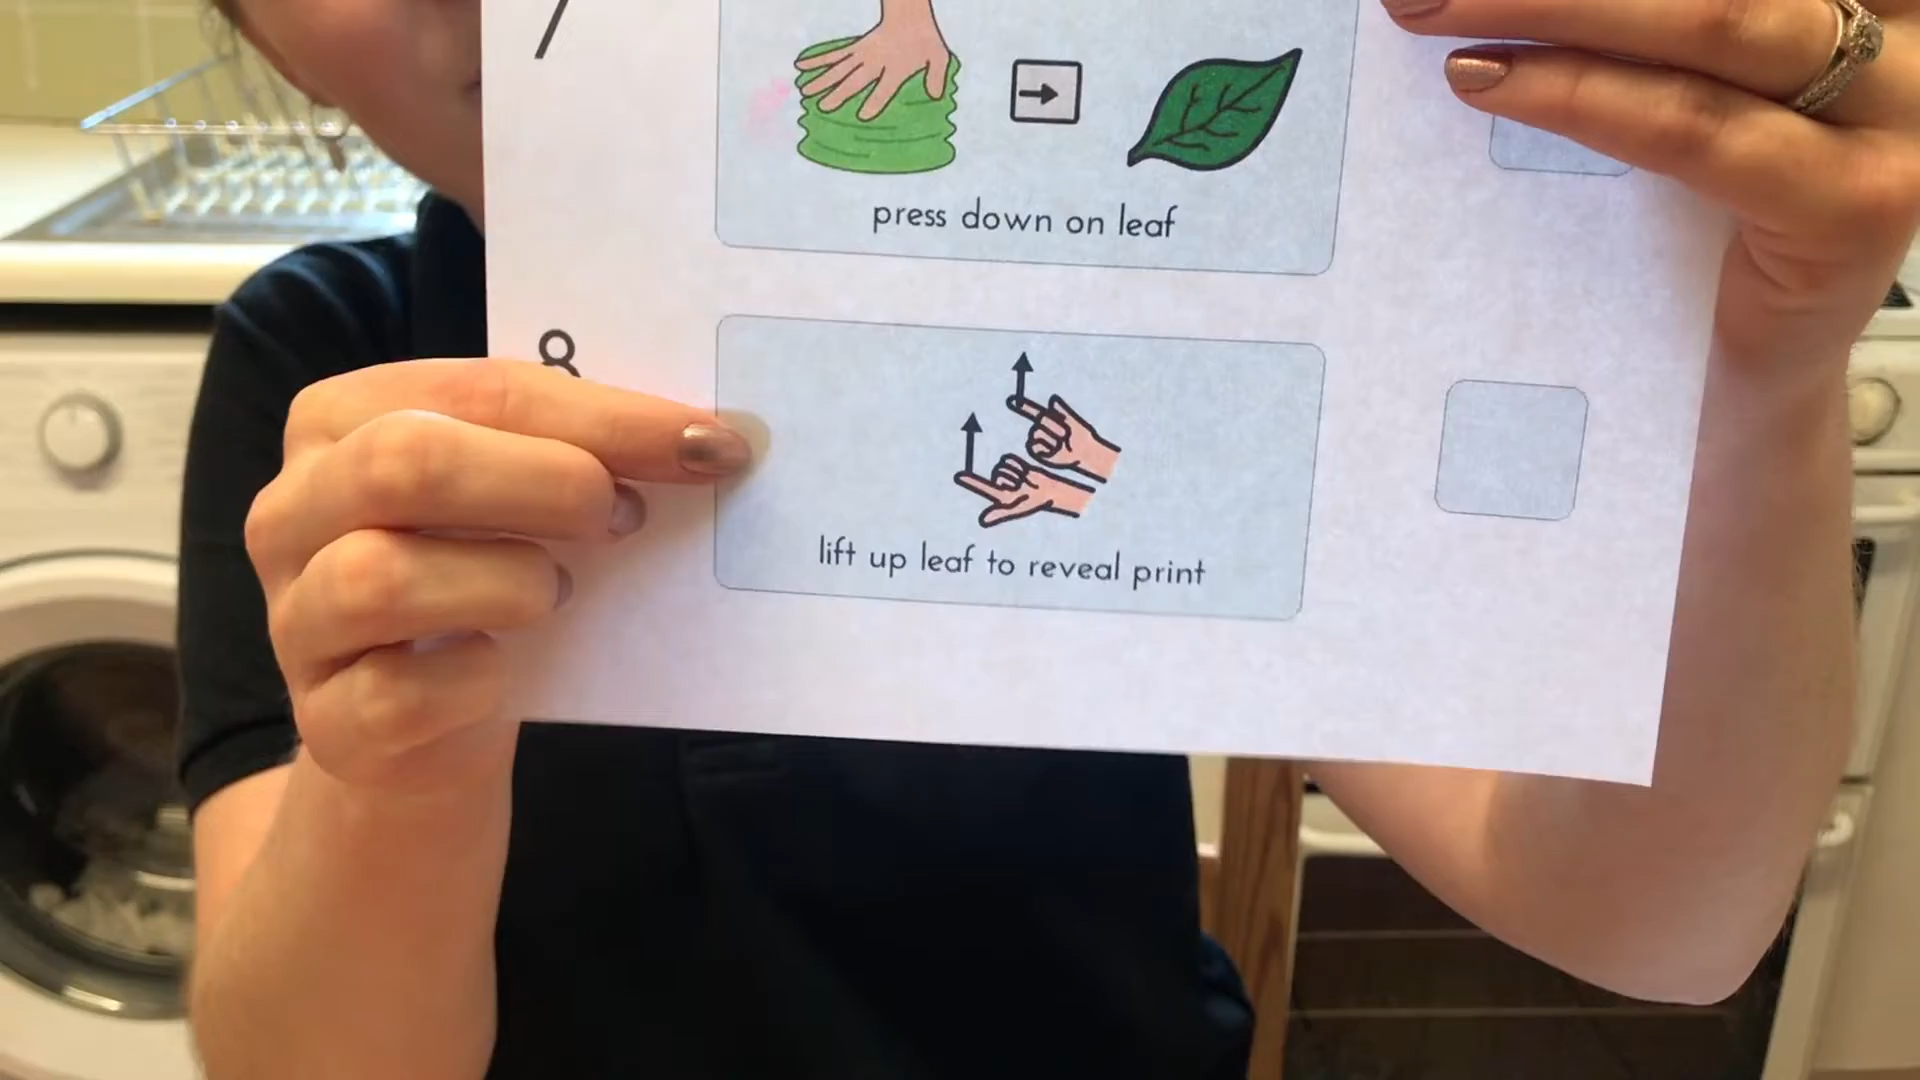 7
press down on leaf
8
lift up leaf to reveal print